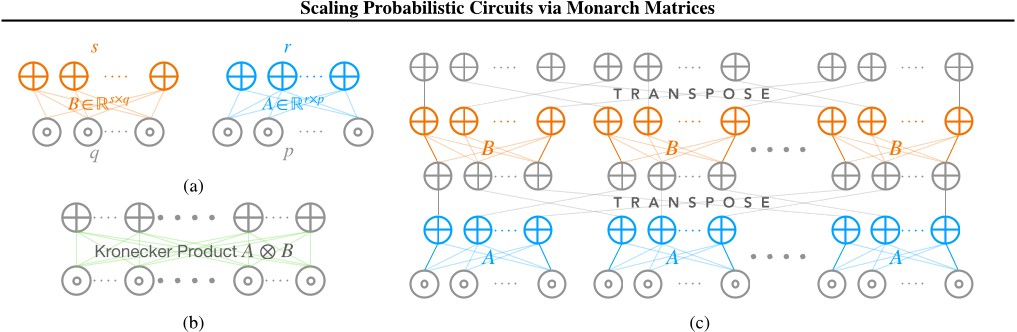 Scaling Probabilistic Circuits via Monarch Matrices
s
r
B∈ℝ^{s×q}
A∈ℝ^{r×p}
q
p
(a)
Kronecker Product A ⊗ B
(b)
TRANSPOSE
B B B
TRANSPOSE
A A A
(c)